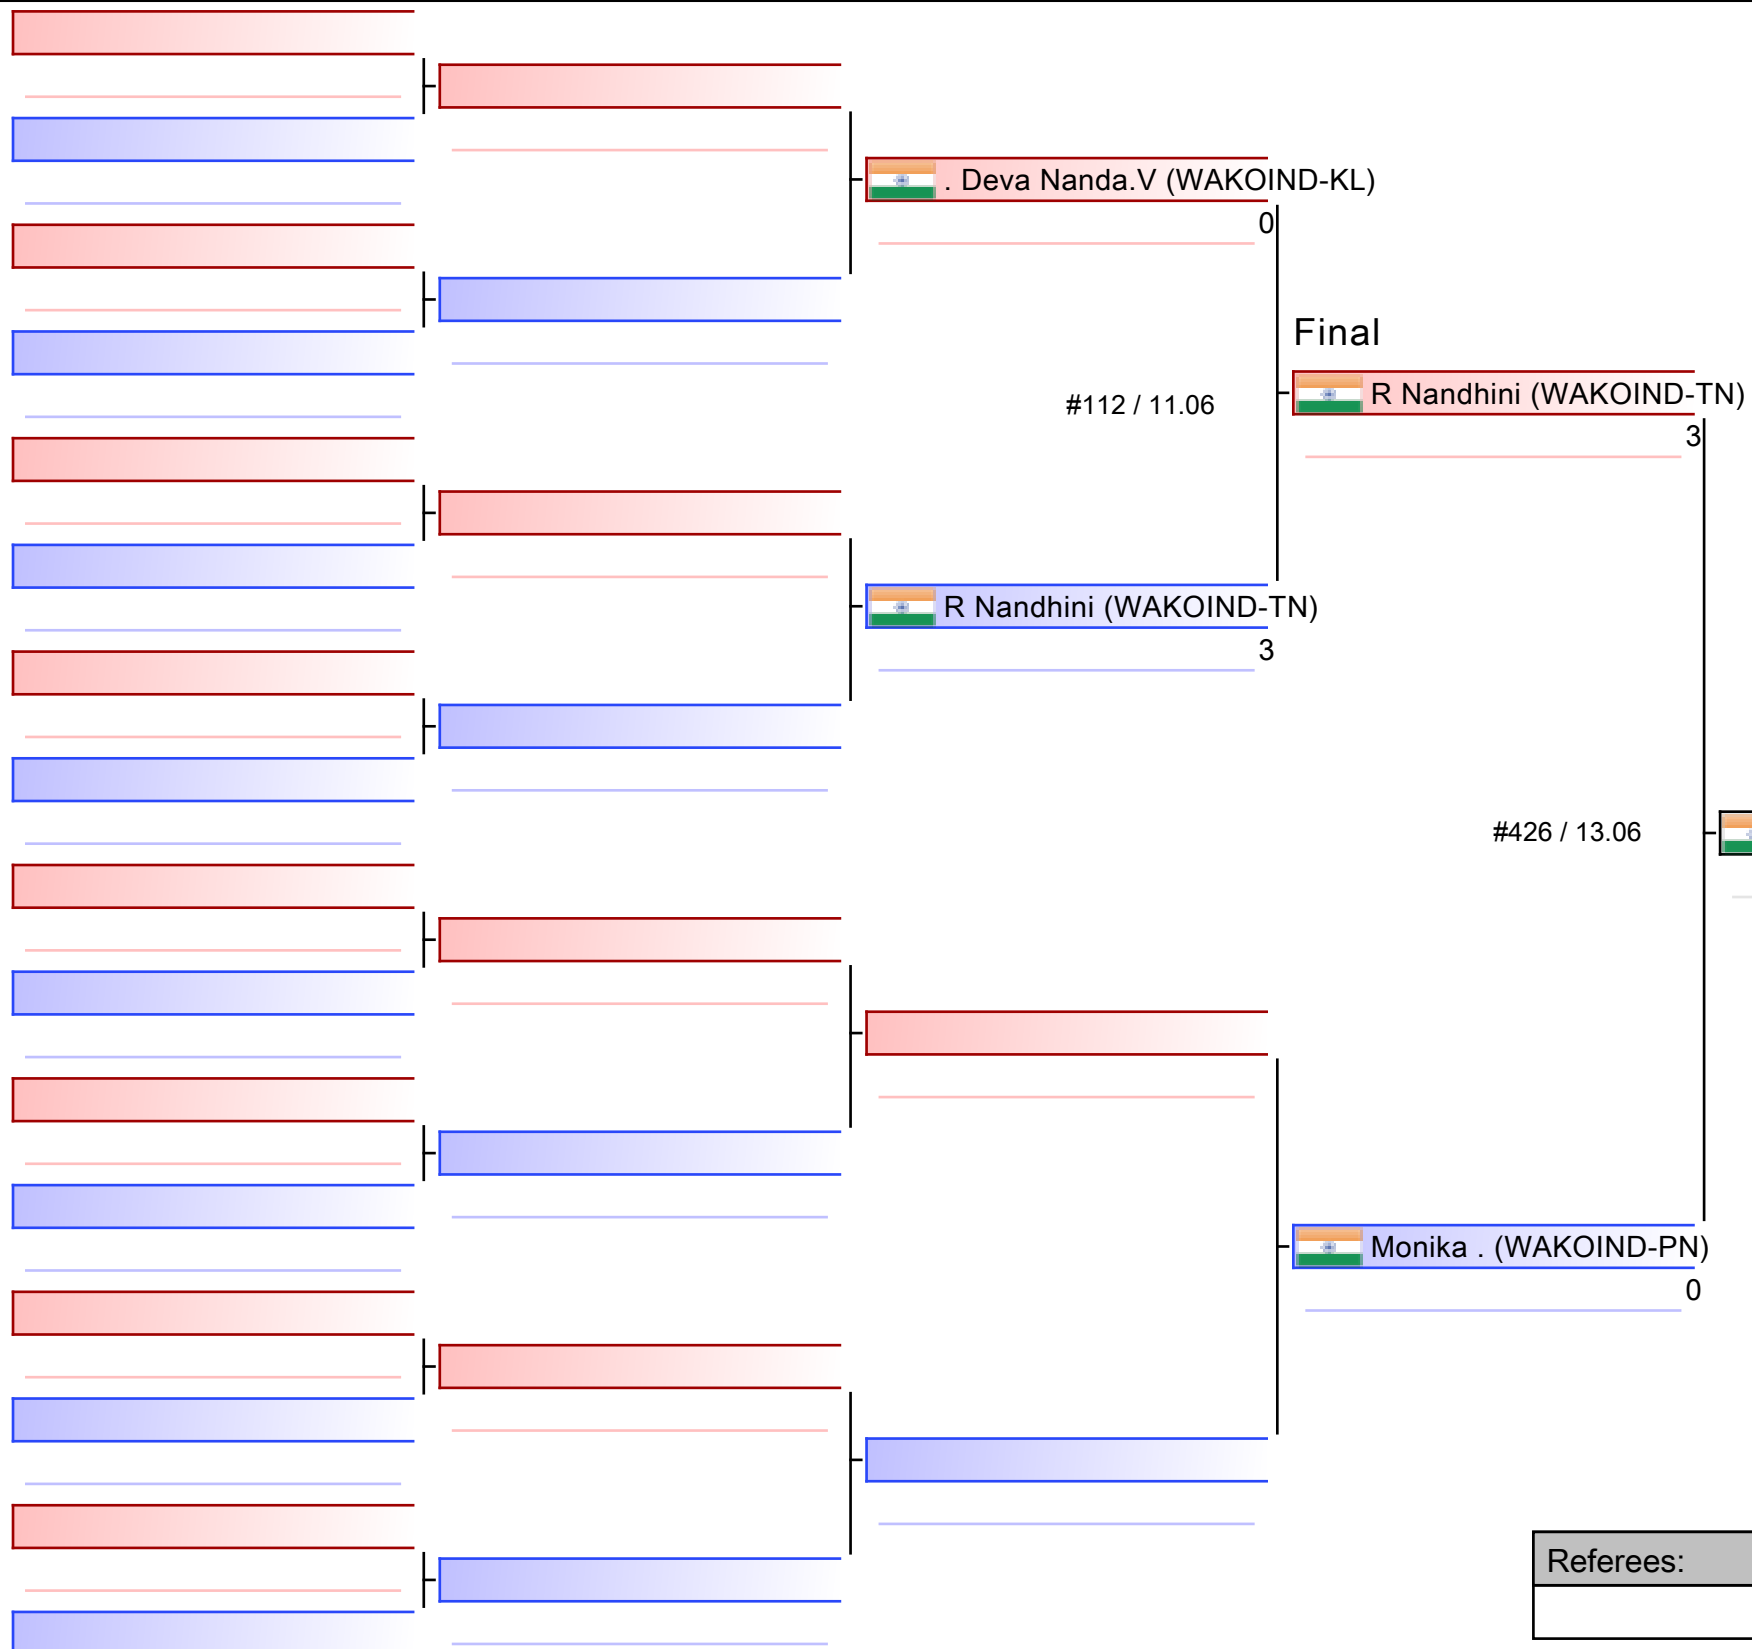 . Deva Nanda.V (WAKOIND-KL)
0
Final
#112 / 11.06
R Nandhini (WAKOIND-TN)
3
R Nandhini (WAKOIND-TN)
3
#426 / 13.06
Monika . (WAKOIND-PN)
0
Referees: